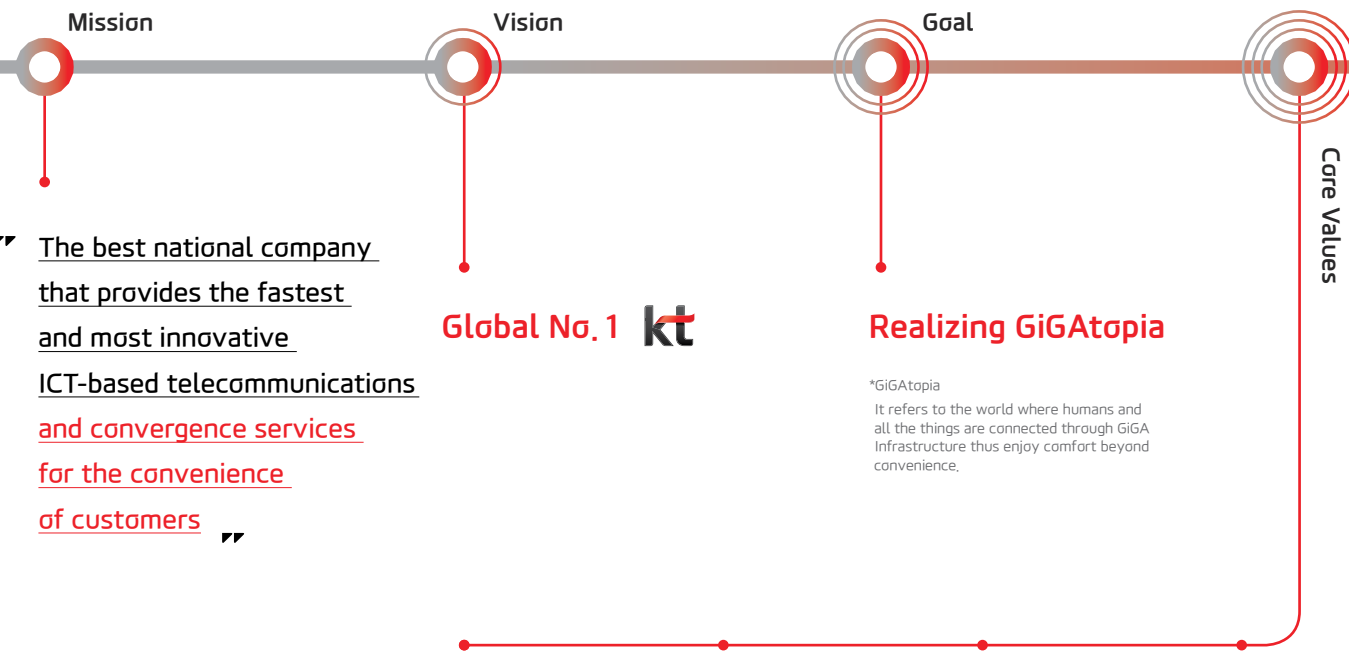 Mission
Vision
Goal
Core Values
" The best national company
that provides the fastest
and most innovative
ICT-based telecommunications
and convergence services
for the convenience
of customers "
Global No. 1 kt
Realizing GiGAtopia
*GiGAtopia
It refers to the world where humans and
all the things are connected through GiGA
Infrastructure thus enjoy comfort beyond
convenience.